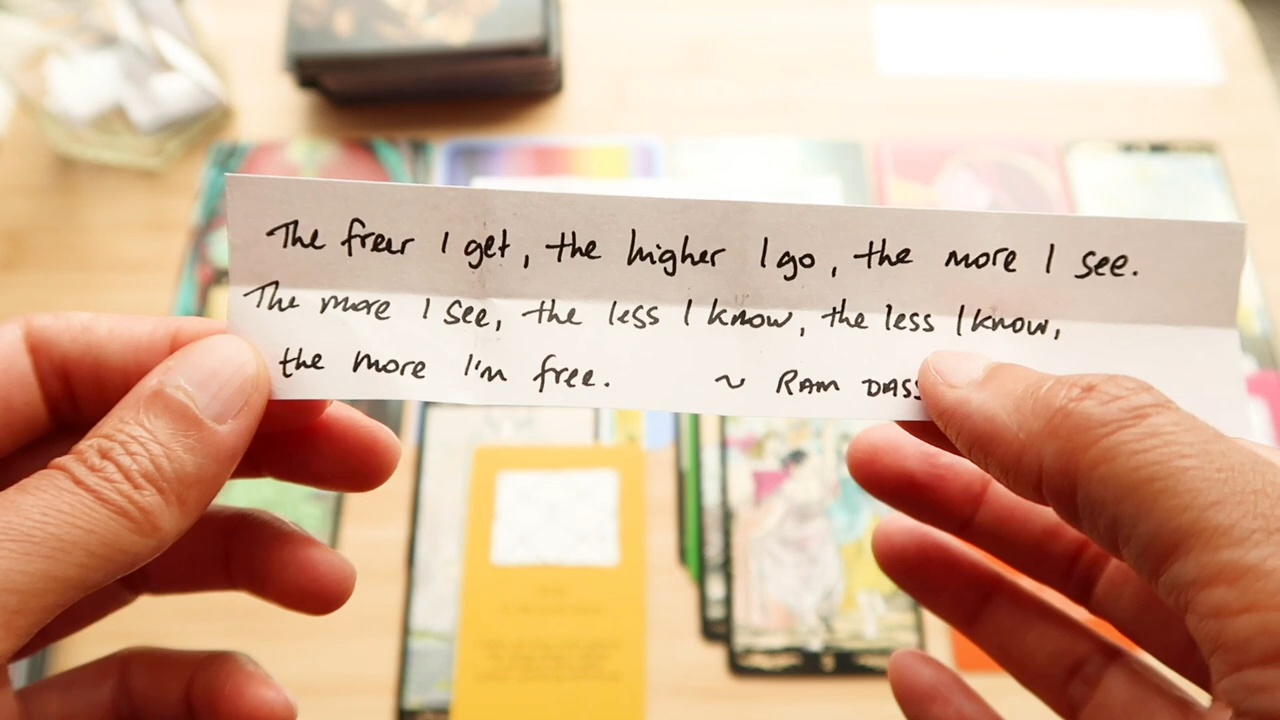 The freer I get, the higher I go, the more I see.
The more I see, the less I know, the less I know,
the more I'm free. ~ RAM DASS